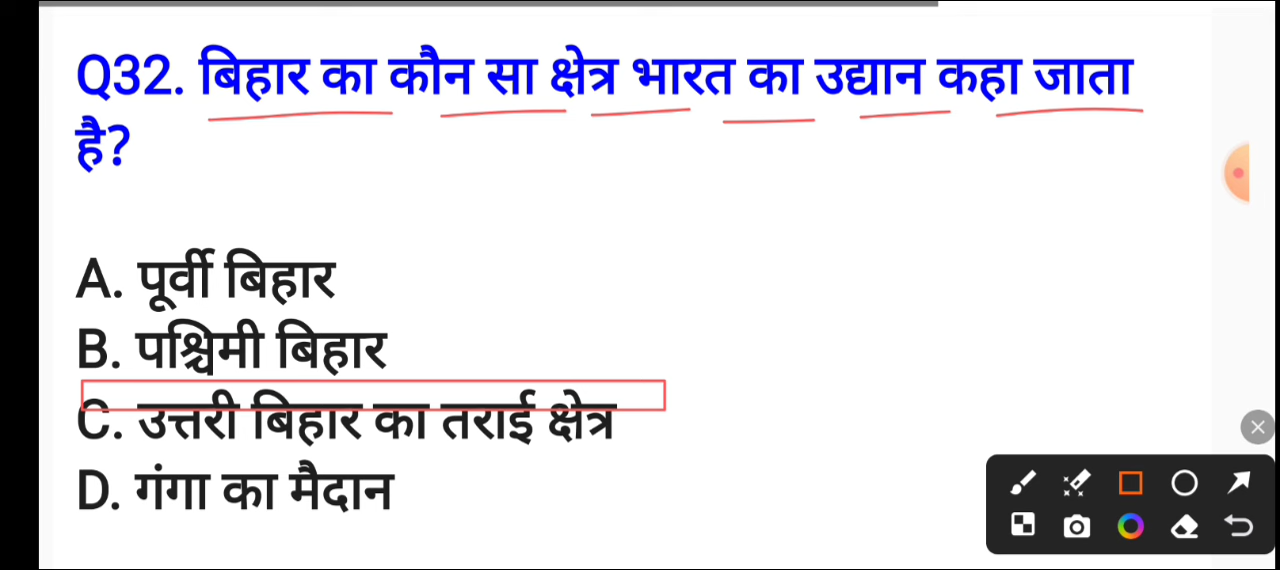 Q32. बिहार का कौन सा क्षेत्र भारत का उद्यान कहा जाता
है?
A. पूर्वी बिहार
B. पश्चिमी बिहार
C. उत्तरी बिहार का तराई क्षेत्र
D. गंगा का मैदान